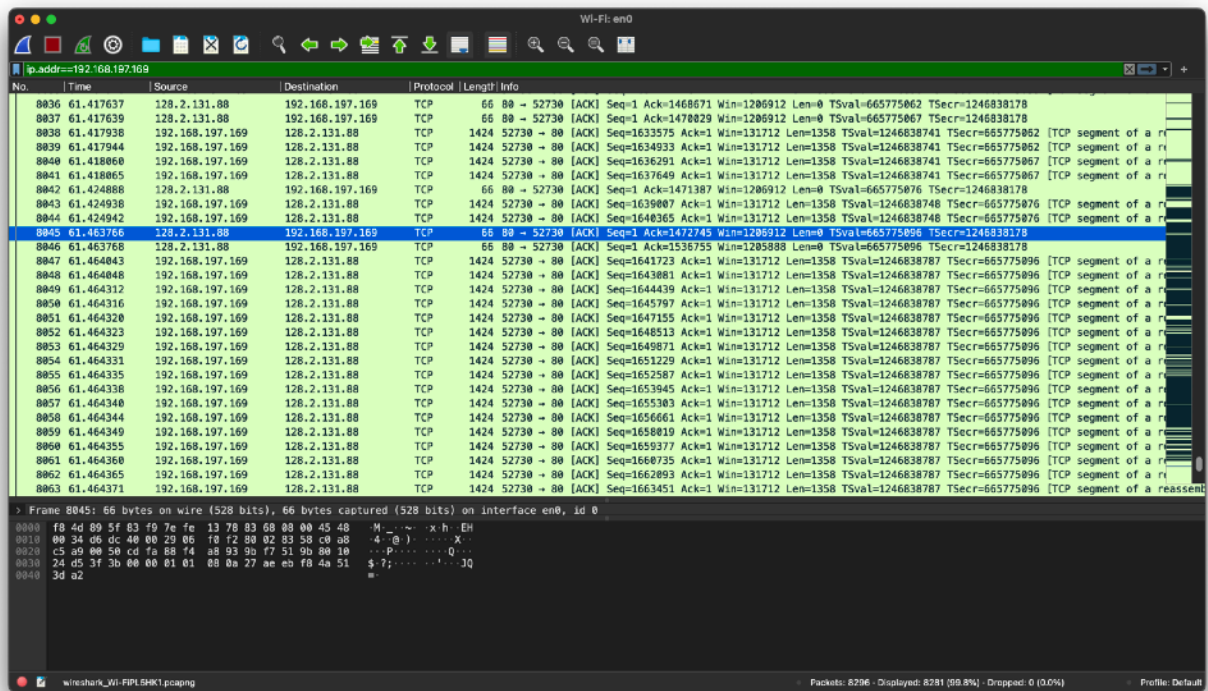 Wi-Fi: en0
ip.addr==192.168.197.169
No. Time Source Destination Protocol Length Info
8036 61.417637 128.2.131.88 192.168.197.169 TCP 66 80 → 52730 [ACK] Seq=1 Ack=1468671 Win=1206912 Len=0 TSval=665775062 TSecr=1246838178
8037 61.417639 128.2.131.88 192.168.197.169 TCP 66 80 → 52730 [ACK] Seq=1 Ack=1470029 Win=1206912 Len=0 TSval=665775067 TSecr=1246838178
8038 61.417938 192.168.197.169 128.2.131.88 TCP 1424 52730 → 80 [ACK] Seq=1633575 Ack=1 Win=131712 Len=1358 TSval=1246838741 TSecr=665775062 [TCP segment of a re
8039 61.417944 192.168.197.169 128.2.131.88 TCP 1424 52730 → 80 [ACK] Seq=1634933 Ack=1 Win=131712 Len=1358 TSval=1246838741 TSecr=665775062 [TCP segment of a re
8040 61.418060 192.168.197.169 128.2.131.88 TCP 1424 52730 → 80 [ACK] Seq=1636291 Ack=1 Win=131712 Len=1358 TSval=1246838741 TSecr=665775067 [TCP segment of a re
8041 61.418065 192.168.197.169 128.2.131.88 TCP 1424 52730 → 80 [ACK] Seq=1637649 Ack=1 Win=131712 Len=1358 TSval=1246838741 TSecr=665775067 [TCP segment of a re
8042 61.424888 128.2.131.88 192.168.197.169 TCP 66 80 → 52730 [ACK] Seq=1 Ack=1471387 Win=1206912 Len=0 TSval=665775076 TSecr=1246838178
8043 61.424938 192.168.197.169 128.2.131.88 TCP 1424 52730 → 80 [ACK] Seq=1639007 Ack=1 Win=131712 Len=1358 TSval=1246838748 TSecr=665775076 [TCP segment of a re
8044 61.424942 192.168.197.169 128.2.131.88 TCP 1424 52730 → 80 [ACK] Seq=1640365 Ack=1 Win=131712 Len=1358 TSval=1246838748 TSecr=665775076 [TCP segment of a re
8045 61.463766 128.2.131.88 192.168.197.169 TCP 66 80 → 52730 [ACK] Seq=1 Ack=1472745 Win=1206912 Len=0 TSval=665775096 TSecr=1246838178
8046 61.463768 128.2.131.88 192.168.197.169 TCP 66 80 → 52730 [ACK] Seq=1 Ack=1536755 Win=1205888 Len=0 TSval=665775096 TSecr=1246838178
8047 61.464043 192.168.197.169 128.2.131.88 TCP 1424 52730 → 80 [ACK] Seq=1641723 Ack=1 Win=131712 Len=1358 TSval=1246838787 TSecr=665775096 [TCP segment of a re
8048 61.464048 192.168.197.169 128.2.131.88 TCP 1424 52730 → 80 [ACK] Seq=1643081 Ack=1 Win=131712 Len=1358 TSval=1246838787 TSecr=665775096 [TCP segment of a re
8049 61.464312 192.168.197.169 128.2.131.88 TCP 1424 52730 → 80 [ACK] Seq=1644439 Ack=1 Win=131712 Len=1358 TSval=1246838787 TSecr=665775096 [TCP segment of a re
8050 61.464316 192.168.197.169 128.2.131.88 TCP 1424 52730 → 80 [ACK] Seq=1645797 Ack=1 Win=131712 Len=1358 TSval=1246838787 TSecr=665775096 [TCP segment of a re
8051 61.464320 192.168.197.169 128.2.131.88 TCP 1424 52730 → 80 [ACK] Seq=1647155 Ack=1 Win=131712 Len=1358 TSval=1246838787 TSecr=665775096 [TCP segment of a re
8052 61.464323 192.168.197.169 128.2.131.88 TCP 1424 52730 → 80 [ACK] Seq=1648513 Ack=1 Win=131712 Len=1358 TSval=1246838787 TSecr=665775096 [TCP segment of a re
8053 61.464329 192.168.197.169 128.2.131.88 TCP 1424 52730 → 80 [ACK] Seq=1649871 Ack=1 Win=131712 Len=1358 TSval=1246838787 TSecr=665775096 [TCP segment of a re
8054 61.464331 192.168.197.169 128.2.131.88 TCP 1424 52730 → 80 [ACK] Seq=1651229 Ack=1 Win=131712 Len=1358 TSval=1246838787 TSecr=665775096 [TCP segment of a re
8055 61.464335 192.168.197.169 128.2.131.88 TCP 1424 52730 → 80 [ACK] Seq=1652587 Ack=1 Win=131712 Len=1358 TSval=1246838787 TSecr=665775096 [TCP segment of a re
8056 61.464338 192.168.197.169 128.2.131.88 TCP 1424 52730 → 80 [ACK] Seq=1653945 Ack=1 Win=131712 Len=1358 TSval=1246838787 TSecr=665775096 [TCP segment of a re
8057 61.464340 192.168.197.169 128.2.131.88 TCP 1424 52730 → 80 [ACK] Seq=1655303 Ack=1 Win=131712 Len=1358 TSval=1246838787 TSecr=665775096 [TCP segment of a re
8058 61.464344 192.168.197.169 128.2.131.88 TCP 1424 52730 → 80 [ACK] Seq=1656661 Ack=1 Win=131712 Len=1358 TSval=1246838787 TSecr=665775096 [TCP segment of a re
8059 61.464349 192.168.197.169 128.2.131.88 TCP 1424 52730 → 80 [ACK] Seq=1658019 Ack=1 Win=131712 Len=1358 TSval=1246838787 TSecr=665775096 [TCP segment of a re
8060 61.464355 192.168.197.169 128.2.131.88 TCP 1424 52730 → 80 [ACK] Seq=1659377 Ack=1 Win=131712 Len=1358 TSval=1246838787 TSecr=665775096 [TCP segment of a re
8061 61.464360 192.168.197.169 128.2.131.88 TCP 1424 52730 → 80 [ACK] Seq=1660735 Ack=1 Win=131712 Len=1358 TSval=1246838787 TSecr=665775096 [TCP segment of a re
8062 61.464365 192.168.197.169 128.2.131.88 TCP 1424 52730 → 80 [ACK] Seq=1662093 Ack=1 Win=131712 Len=1358 TSval=1246838787 TSecr=665775096 [TCP segment of a re
8063 61.464371 192.168.197.169 128.2.131.88 TCP 1424 52730 → 80 [ACK] Seq=1663451 Ack=1 Win=131712 Len=1358 TSval=1246838787 TSecr=665775096 [TCP segment of a reassemb
> Frame 8045: 66 bytes on wire (528 bits), 66 bytes captured (528 bits) on interface en0, id 0
0000 f8 4d 89 5f 83 f9 7e fe 13 78 83 68 08 00 45 48 ·M·_··~· ·x·h··EH
0010 00 34 d6 dc 40 00 29 06 f0 f2 80 02 83 58 c0 a8 ·4··@·)· ·····X··
0020 c5 a9 00 50 cd fa 88 f4 a8 93 9b f7 51 9b 80 10 ···P···· ····Q···
0030 24 d5 3f 3b 00 00 01 01 08 0a 27 ae eb f8 4a 51 $·?;···· ··'···JQ
0040 3d a2 =·
wireshark_Wi-FiPL5HK1.pcapng
Packets: 8296 · Displayed: 8281 (99.8%) · Dropped: 0 (0.0%)
Profile: Default